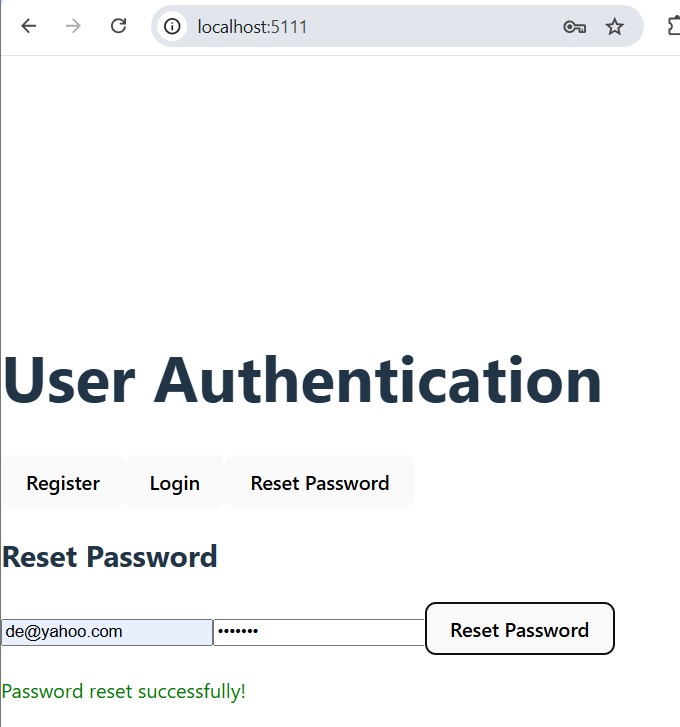 localhost:5111
User Authentication
Register Login Reset Password
Reset Password
de@yahoo.com ••••••• Reset Password
Password reset successfully!